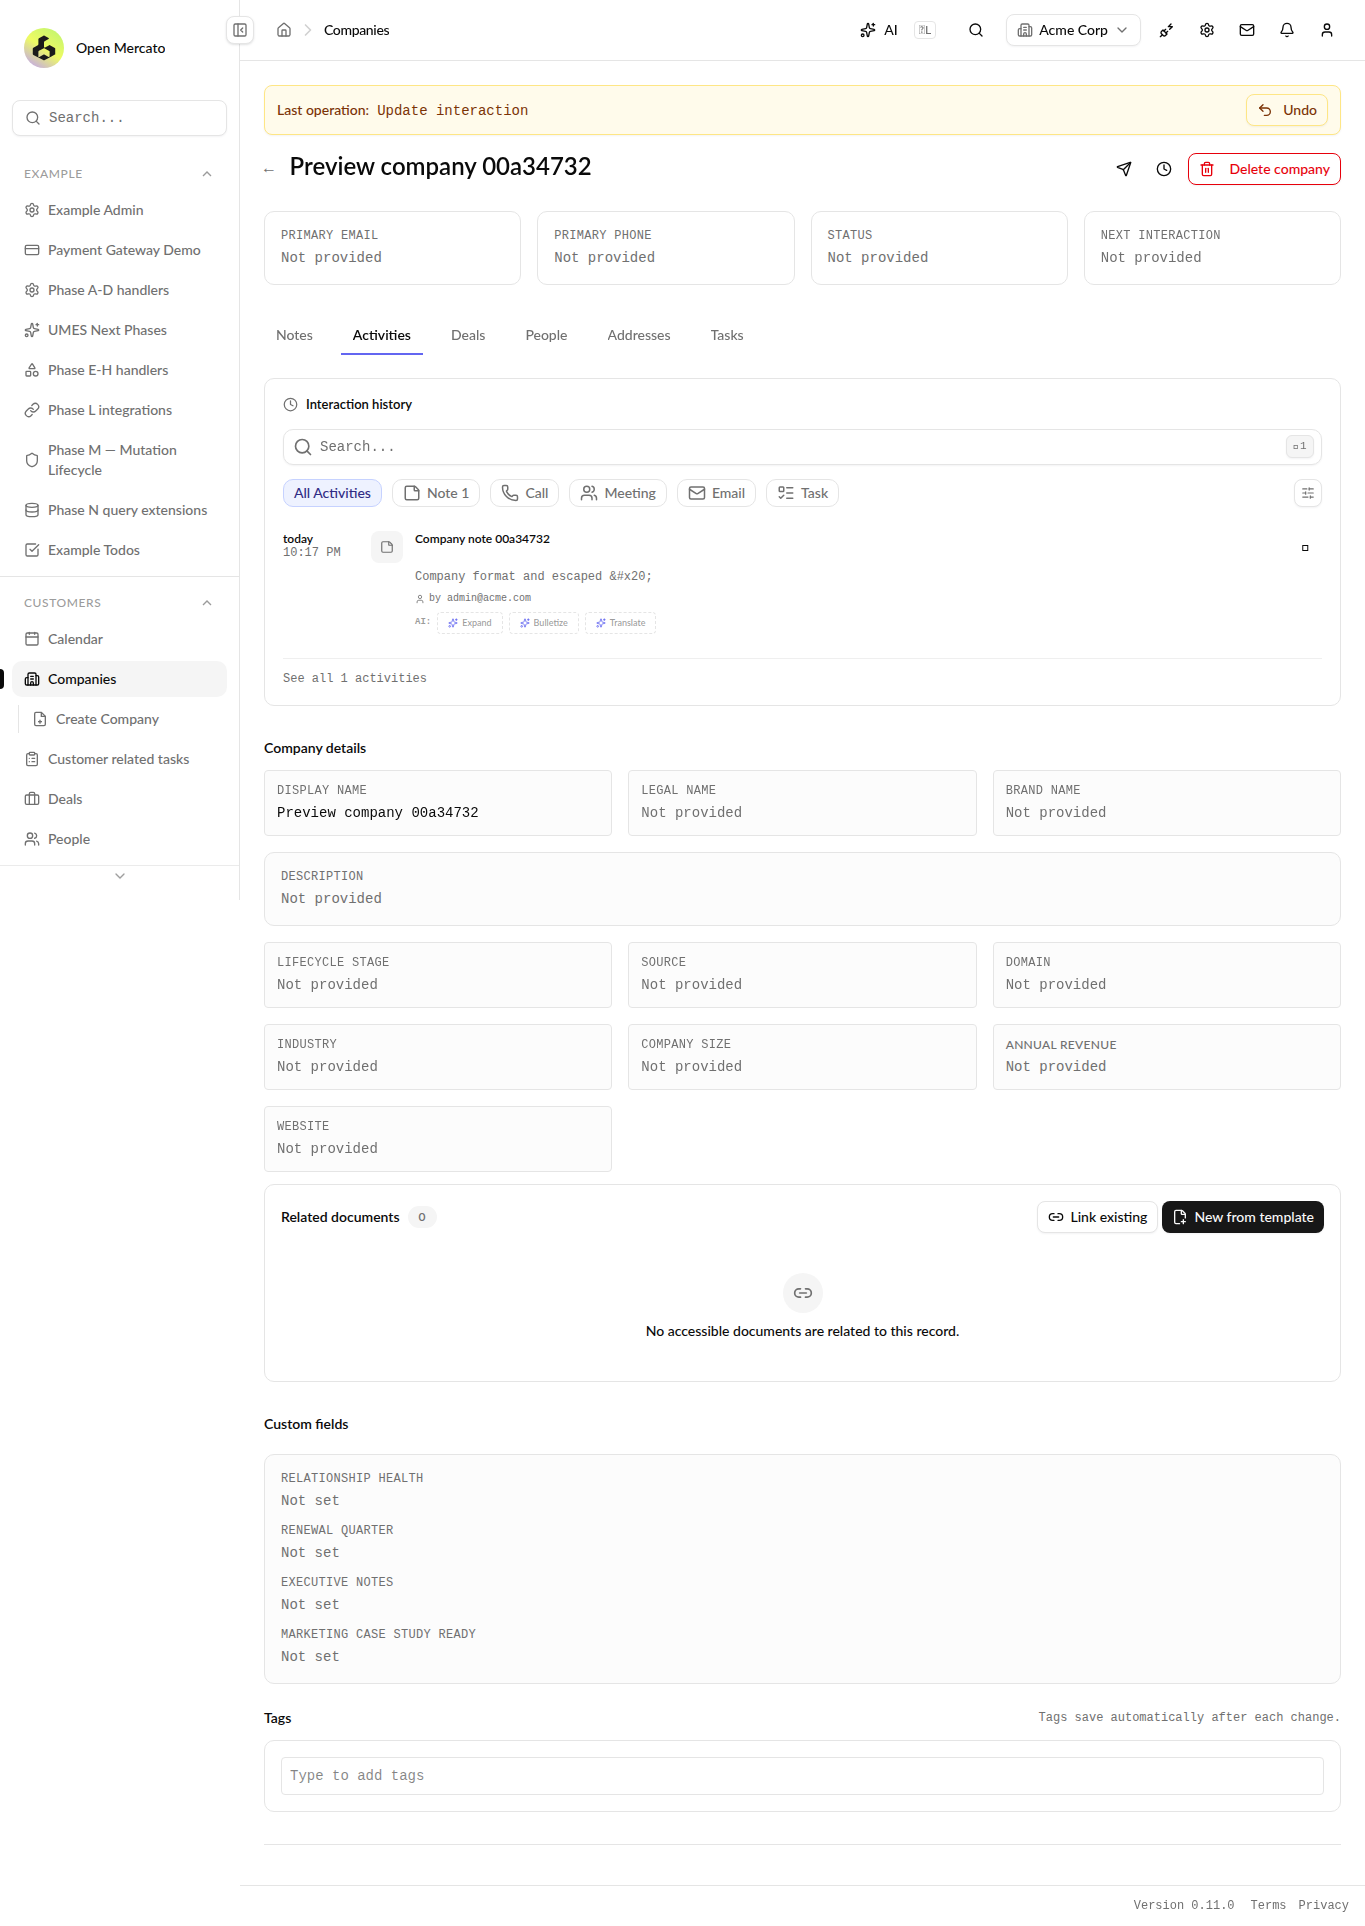 Open Mercato
Search...
EXAMPLE
Example Admin
Payment Gateway Demo
Phase A-D handlers
UMES Next Phases
Phase E-H handlers
Phase L integrations
Phase M — Mutation
Lifecycle
Phase N query extensions
Example Todos
CUSTOMERS
Calendar
Companies
Create Company
Customer related tasks
Deals
People
Companies
AI
L
Acme Corp
Last operation: Update interaction
Undo
← Preview company 00a34732
Delete company
PRIMARY EMAIL
Not provided
PRIMARY PHONE
Not provided
STATUS
Not provided
NEXT INTERACTION
Not provided
Notes Activities Deals People Addresses Tasks
Interaction history
Search...
1
All Activities Note 1 Call Meeting Email Task
today
10:17 PM
Company note 00a34732
Company format and escaped &#x20;
by admin@acme.com
AI: Expand Bulletize Translate
See all 1 activities
Company details
DISPLAY NAME
Preview company 00a34732
LEGAL NAME
Not provided
BRAND NAME
Not provided
DESCRIPTION
Not provided
LIFECYCLE STAGE
Not provided
SOURCE
Not provided
DOMAIN
Not provided
INDUSTRY
Not provided
COMPANY SIZE
Not provided
ANNUAL REVENUE
Not provided
WEBSITE
Not provided
Related documents 0
Link existing
New from template
No accessible documents are related to this record.
Custom fields
RELATIONSHIP HEALTH
Not set
RENEWAL QUARTER
Not set
EXECUTIVE NOTES
Not set
MARKETING CASE STUDY READY
Not set
Tags
Tags save automatically after each change.
Type to add tags
Version 0.11.0 Terms Privacy